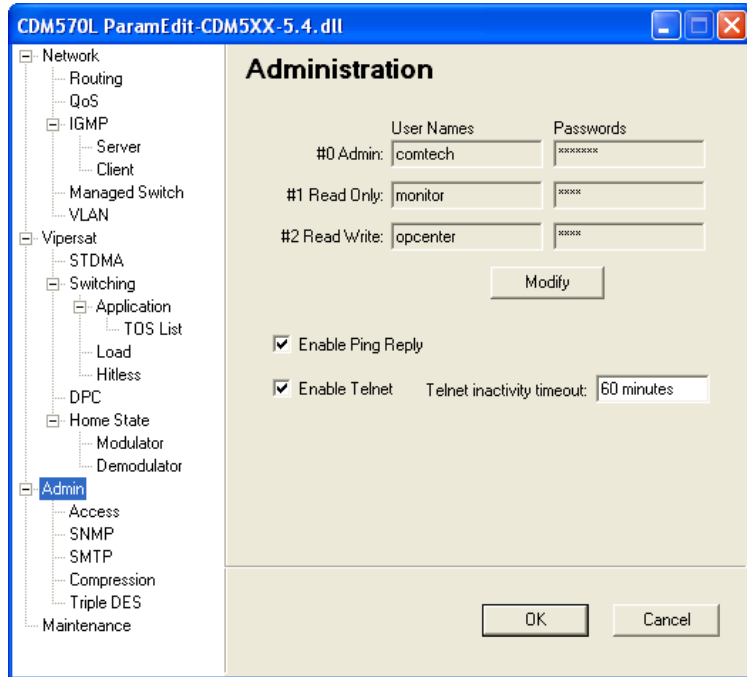 CDM570L ParamEdit-CDM5XX-5.4.dll
Network
Routing
QoS
IGMP
Server
Client
Managed Switch
VLAN
Vipersat
STDMA
Switching
Application
TOS List
Load
Hitless
DPC
Home State
Modulator
Demodulator
Admin
Access
SNMP
SMTP
Compression
Triple DES
Maintenance
Administration
User Names Passwords
#0 Admin: comtech *******
#1 Read Only: monitor ****
#2 Read Write: opcenter ****
Modify
Enable Ping Reply
Enable Telnet Telnet inactivity timeout: 60 minutes
OK Cancel